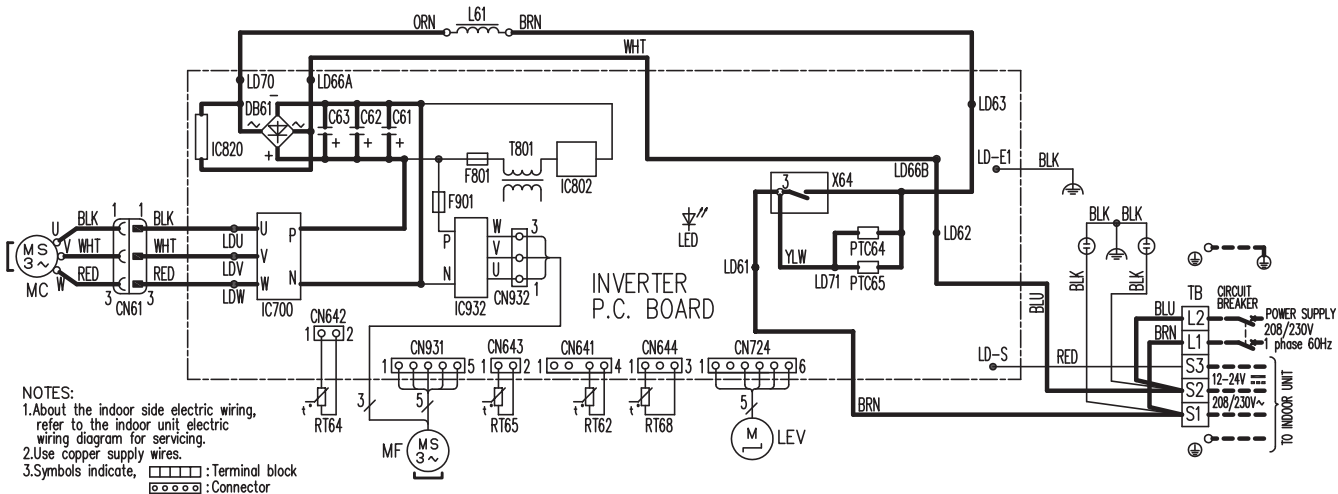 L61
ORN BRN
WHT
LD70 LD66A
DB61 −
~ ~
C63 C62 C61
+ + +
+
IC820
LD63
T801
F801
IC802
F901
LD-E1 BLK
LD66B
3 X64
LED
PTC64
YLW
LD71 PTC65
LD62
LD61
U BLK 1 1 BLK
V WHT WHT
W RED 3 3 RED
MS
3~
MC
CN61
LDU
LDV
LDW
U P
V
W N
IC700
P W 3
V
N U 1
IC932
CN932
INVERTER
P.C. BOARD
BLK BLK
BLK BLK
BLU
TB
CIRCUIT
BREAKER
BLU L2
BRN L1
S3
S2
S1
POWER SUPPLY
208/230V
1 phase 60Hz
12-24V
208/230V~
TO INDOOR UNIT
LD-S RED
BRN
CN642
1 2
CN931
1 5
CN643
1 2
CN641
1 4
CN644
1 3
CN724
1 6
t° RT64
3 5
t° RT65
t° RT62
t° RT68
5
MF
MS
3~
M
LEV
NOTES:
1.About the indoor side electric wiring,
refer to the indoor unit electric
wiring diagram for servicing.
2.Use copper supply wires.
3.Symbols indicate, :Terminal block
:Connector